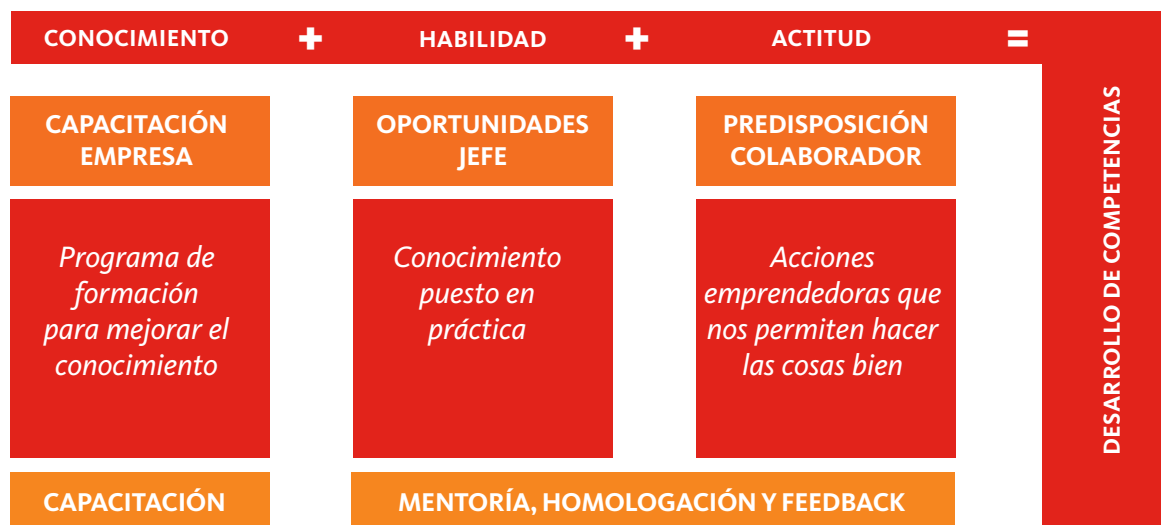 CONOCIMIENTO + HABILIDAD + ACTITUD =
CAPACITACIÓN
EMPRESA
OPORTUNIDADES
JEFE
PREDISPOSICIÓN
COLABORADOR
Programa de
formación
para mejorar el
conocimiento
Conocimiento
puesto en
práctica
Acciones
emprendedoras que
nos permiten hacer
las cosas bien
CAPACITACIÓN
MENTORÍA, HOMOLOGACIÓN Y FEEDBACK
DESARROLLO DE COMPETENCIAS